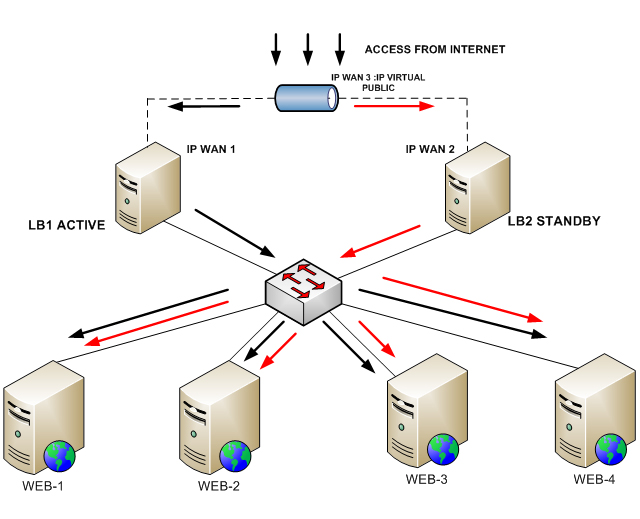 ACCESS FROM INTERNET
IP WAN 3 :IP VIRTUAL
PUBLIC
IP WAN 1
IP WAN 2
LB1 ACTIVE
LB2 STANDBY
WEB-1
WEB-2
WEB-3
WEB-4